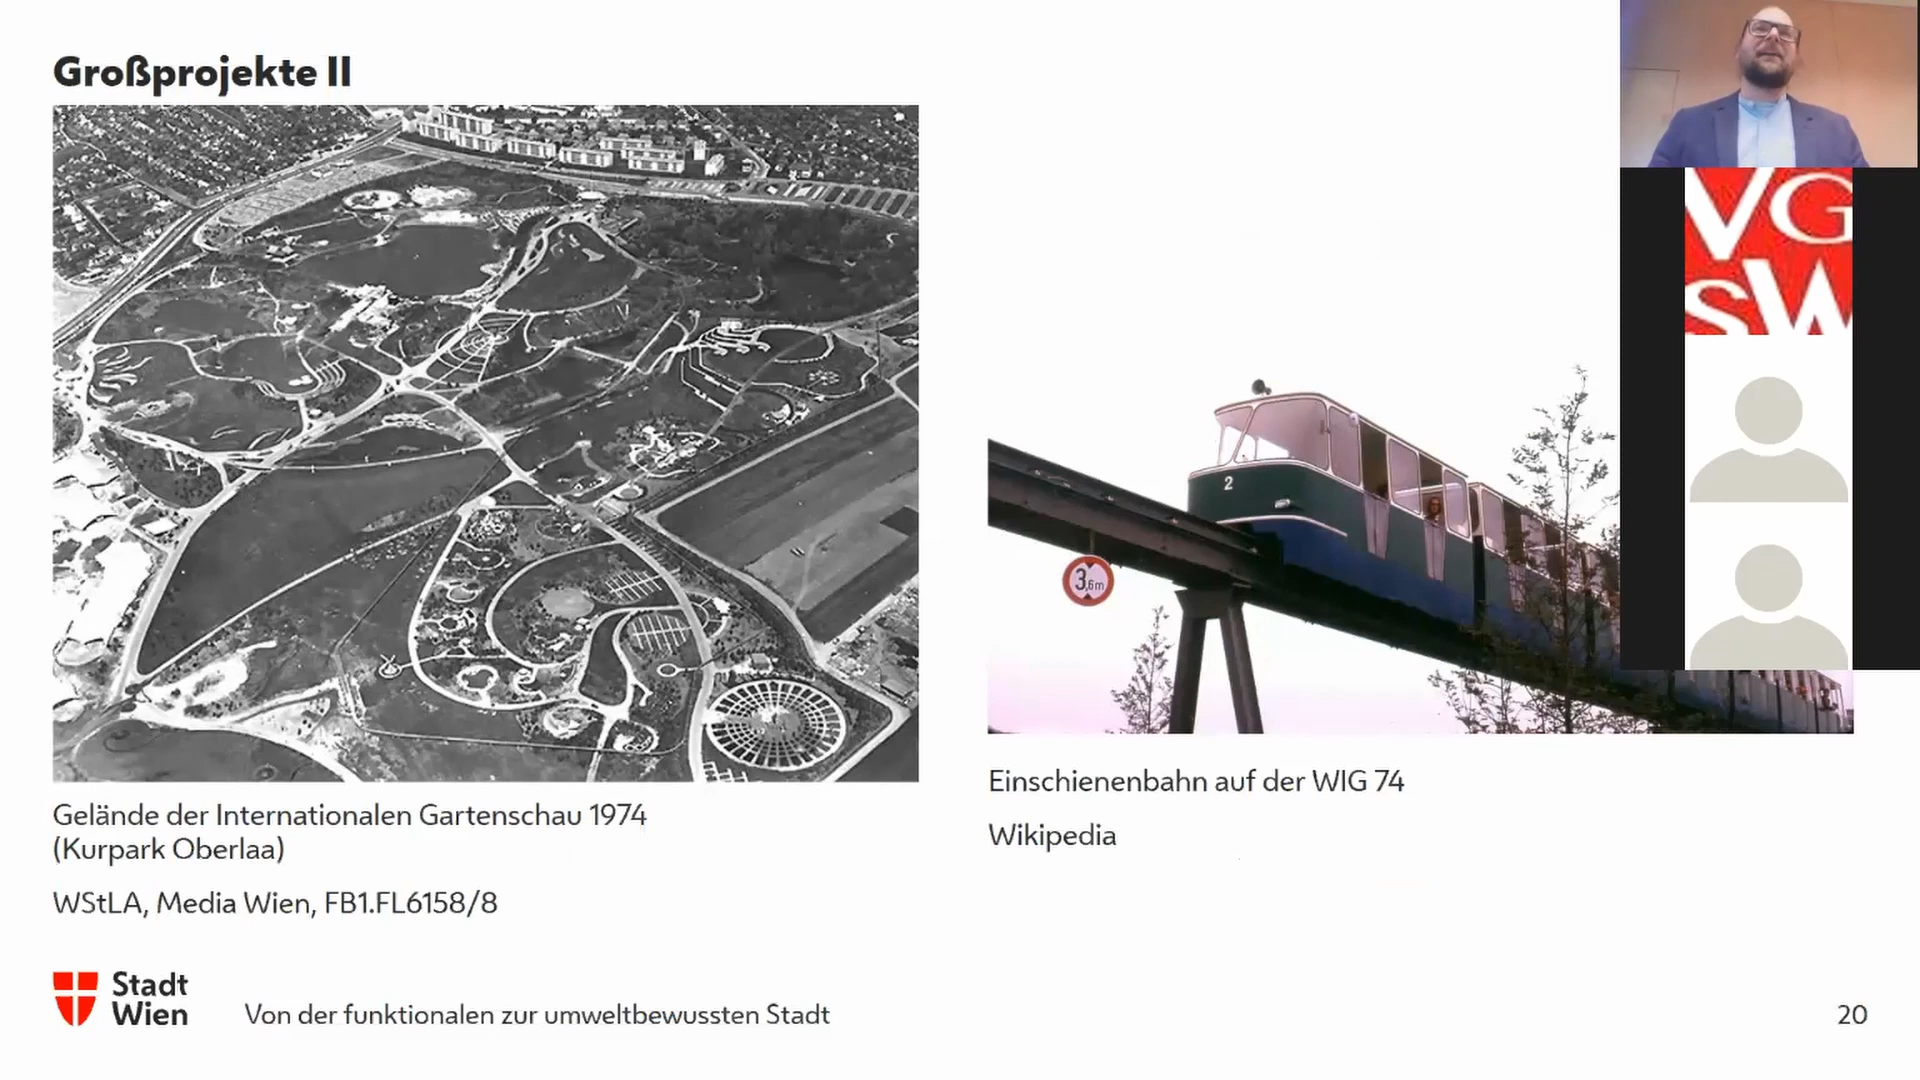 Großprojekte II
VG
SW
2
3,6m
Gelände der Internationalen Gartenschau 1974
(Kurpark Oberlaa)
WStLA, Media Wien, FB1.FL6158/8
Einschienenbahn auf der WIG 74
Wikipedia
Stadt
Wien
Von der funktionalen zur umweltbewussten Stadt
20